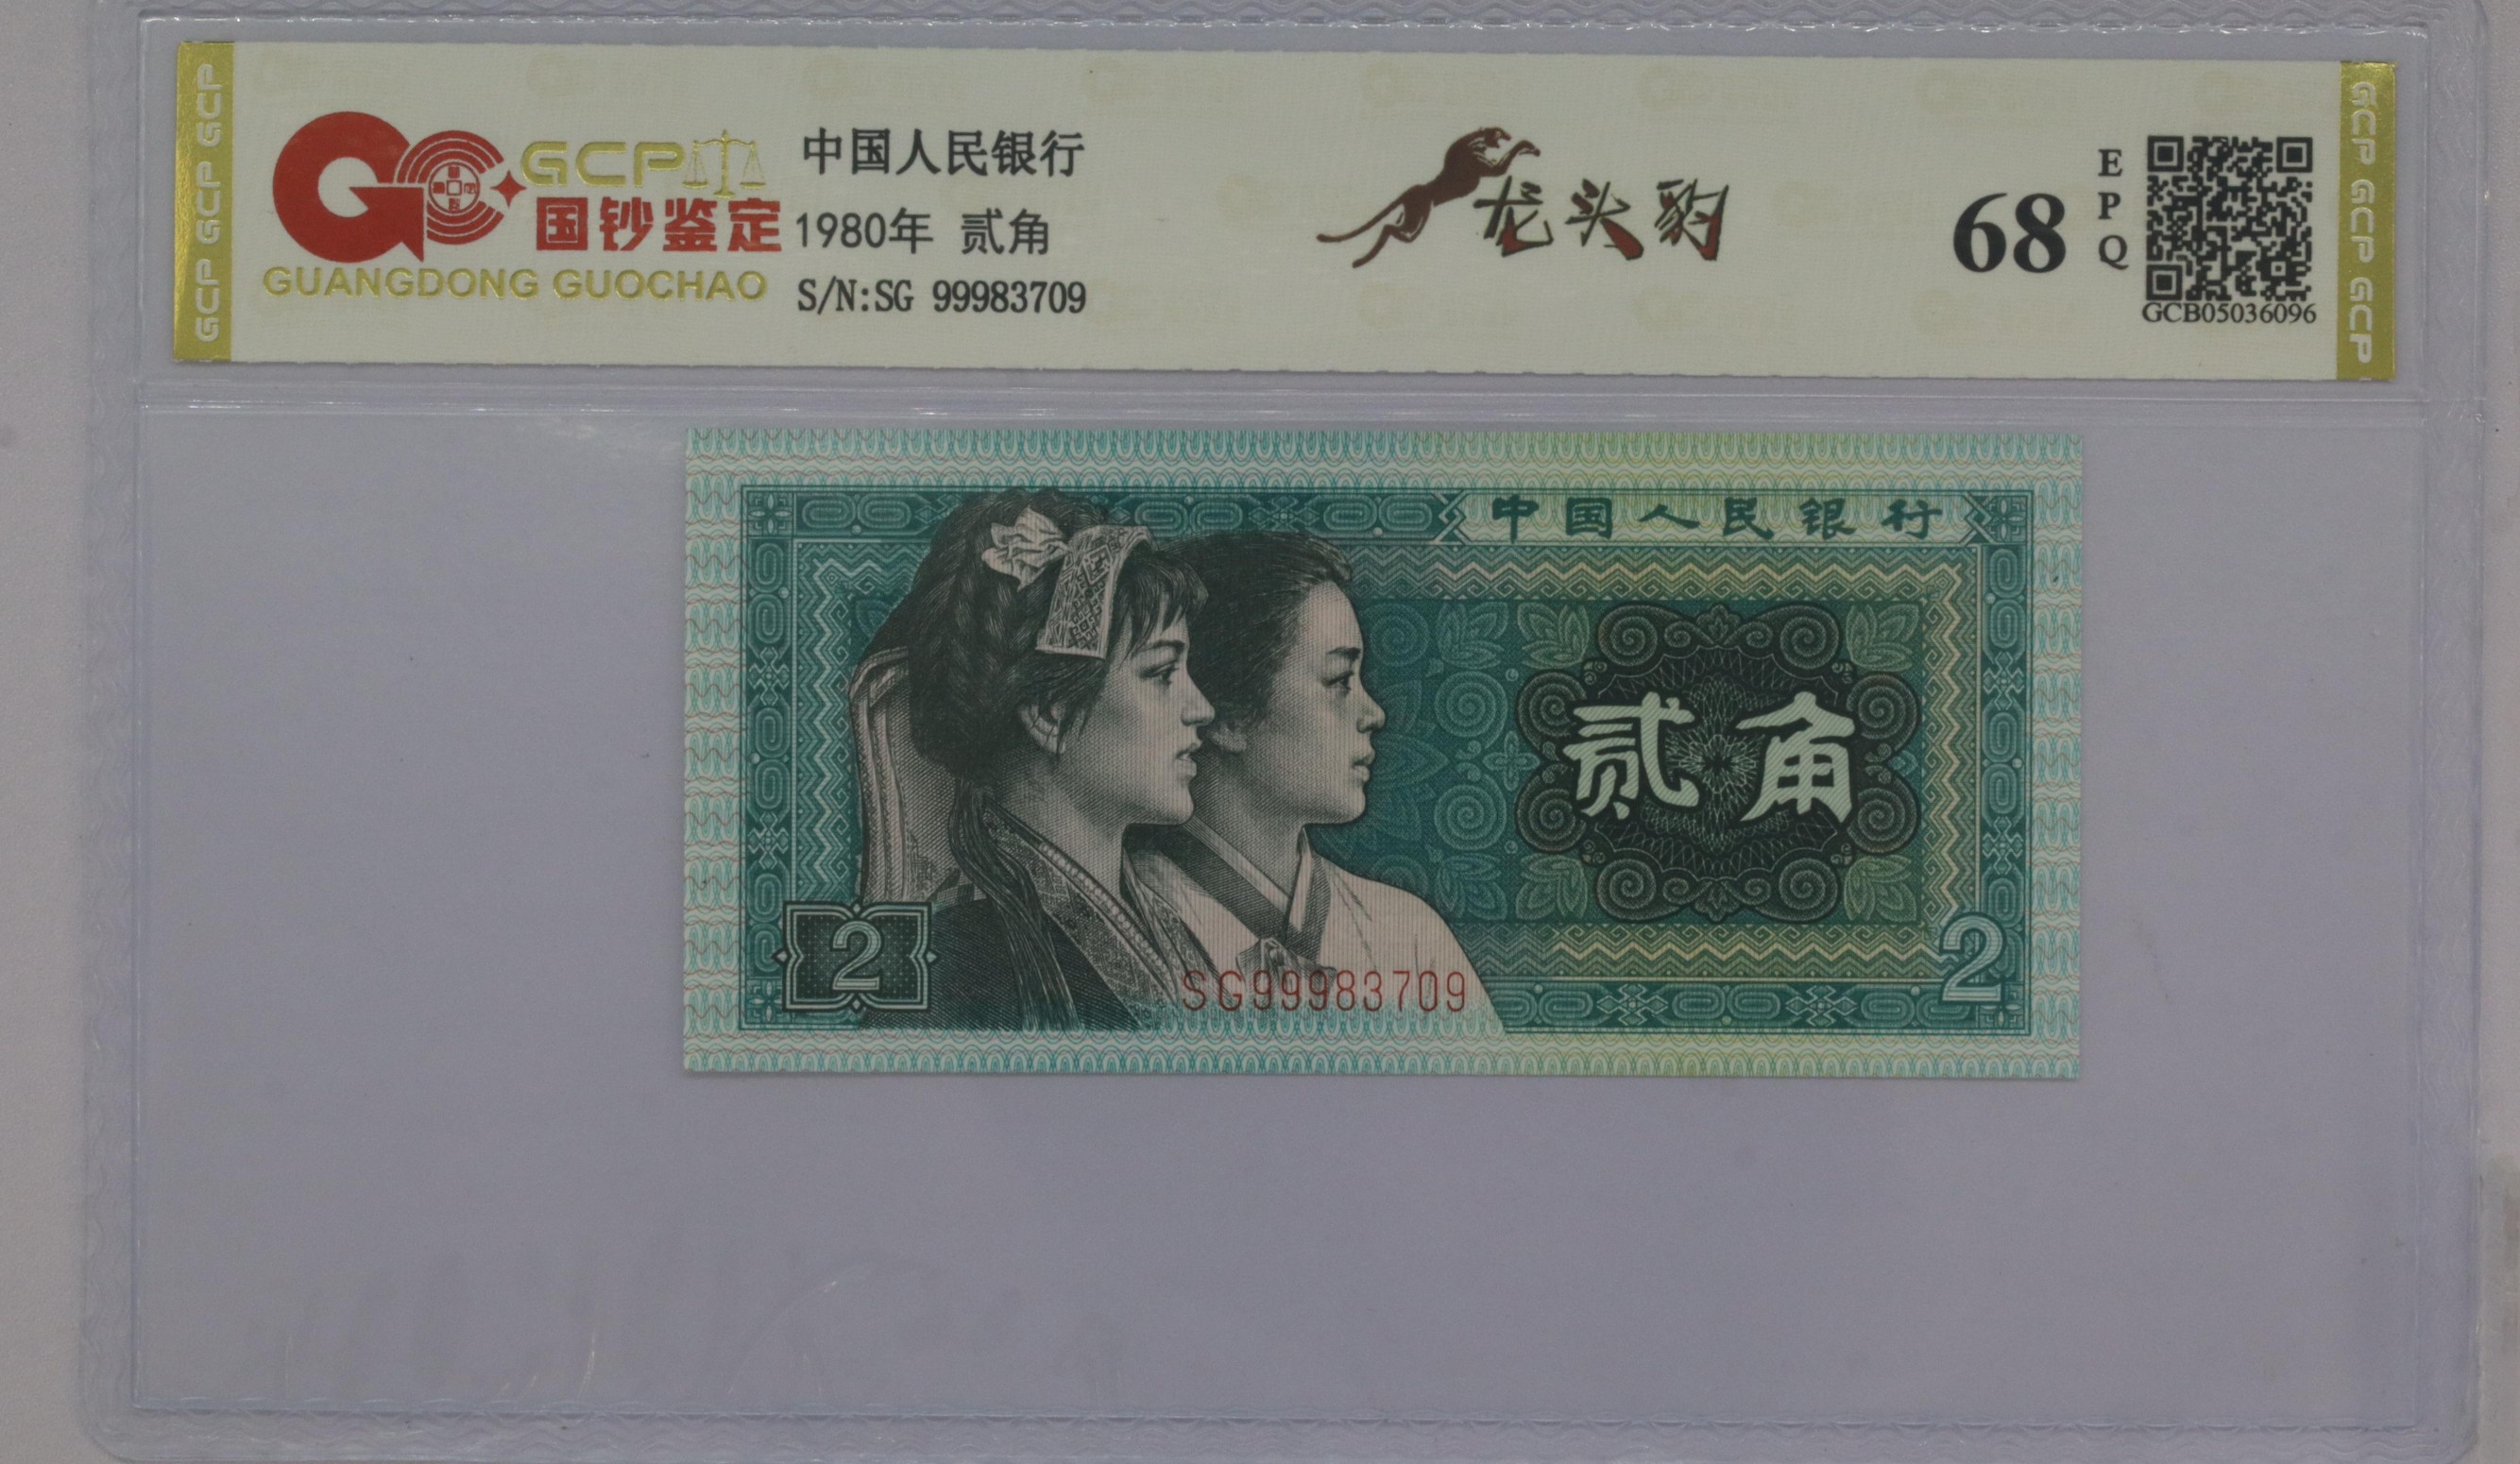 GCP GCP GCP
GCP
国钞鉴定
GUANGDONG GUOCHAO
中国人民银行
1980年 贰角
S/N:SG 99983709
龙头豹
68
EPQ
GCB05036096
GCP GCP GCP
中国人民银行
贰角
2
SG99983709
2